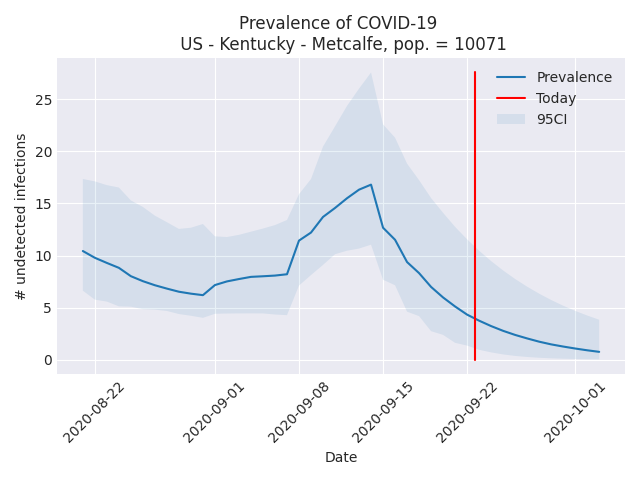 Prevalence of COVID-19
US - Kentucky - Metcalfe, pop. = 10071
Prevalence
Today
95CI
# undetected infections
25
20
15
10
5
0
2020-08-22
2020-09-01
2020-09-08
2020-09-15
2020-09-22
2020-10-01
Date